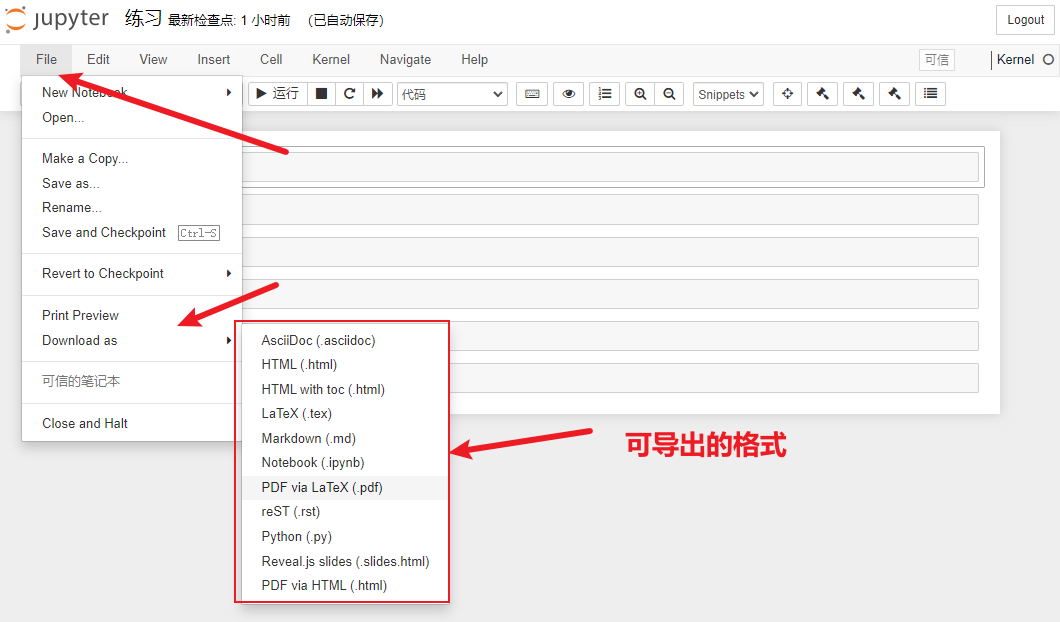 jupyter 练习 最新检查点: 1 小时前 (已自动保存) Logout
File Edit View Insert Cell Kernel Navigate Help 可信 Kernel
运行 代码 Snippets
New Notebook
Open...
Make a Copy...
Save as...
Rename...
Save and Checkpoint Ctrl-S
Revert to Checkpoint
Print Preview
Download as
可信的笔记本
Close and Halt
AsciiDoc (.asciidoc)
HTML (.html)
HTML with toc (.html)
LaTeX (.tex)
Markdown (.md)
Notebook (.ipynb)
PDF via LaTeX (.pdf)
reST (.rst)
Python (.py)
Reveal.js slides (.slides.html)
PDF via HTML (.html)
可导出的格式